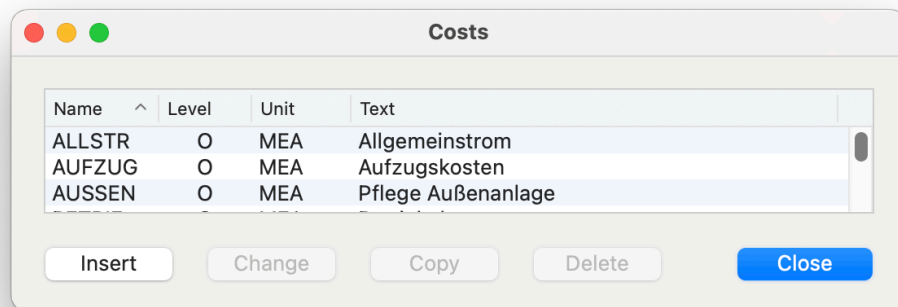 Costs
Name Level Unit Text
ALLSTR O MEA Allgemeinstrom
AUFZUG O MEA Aufzugskosten
AUSSEN O MEA Pflege Außenanlage
Insert Change Copy Delete Close